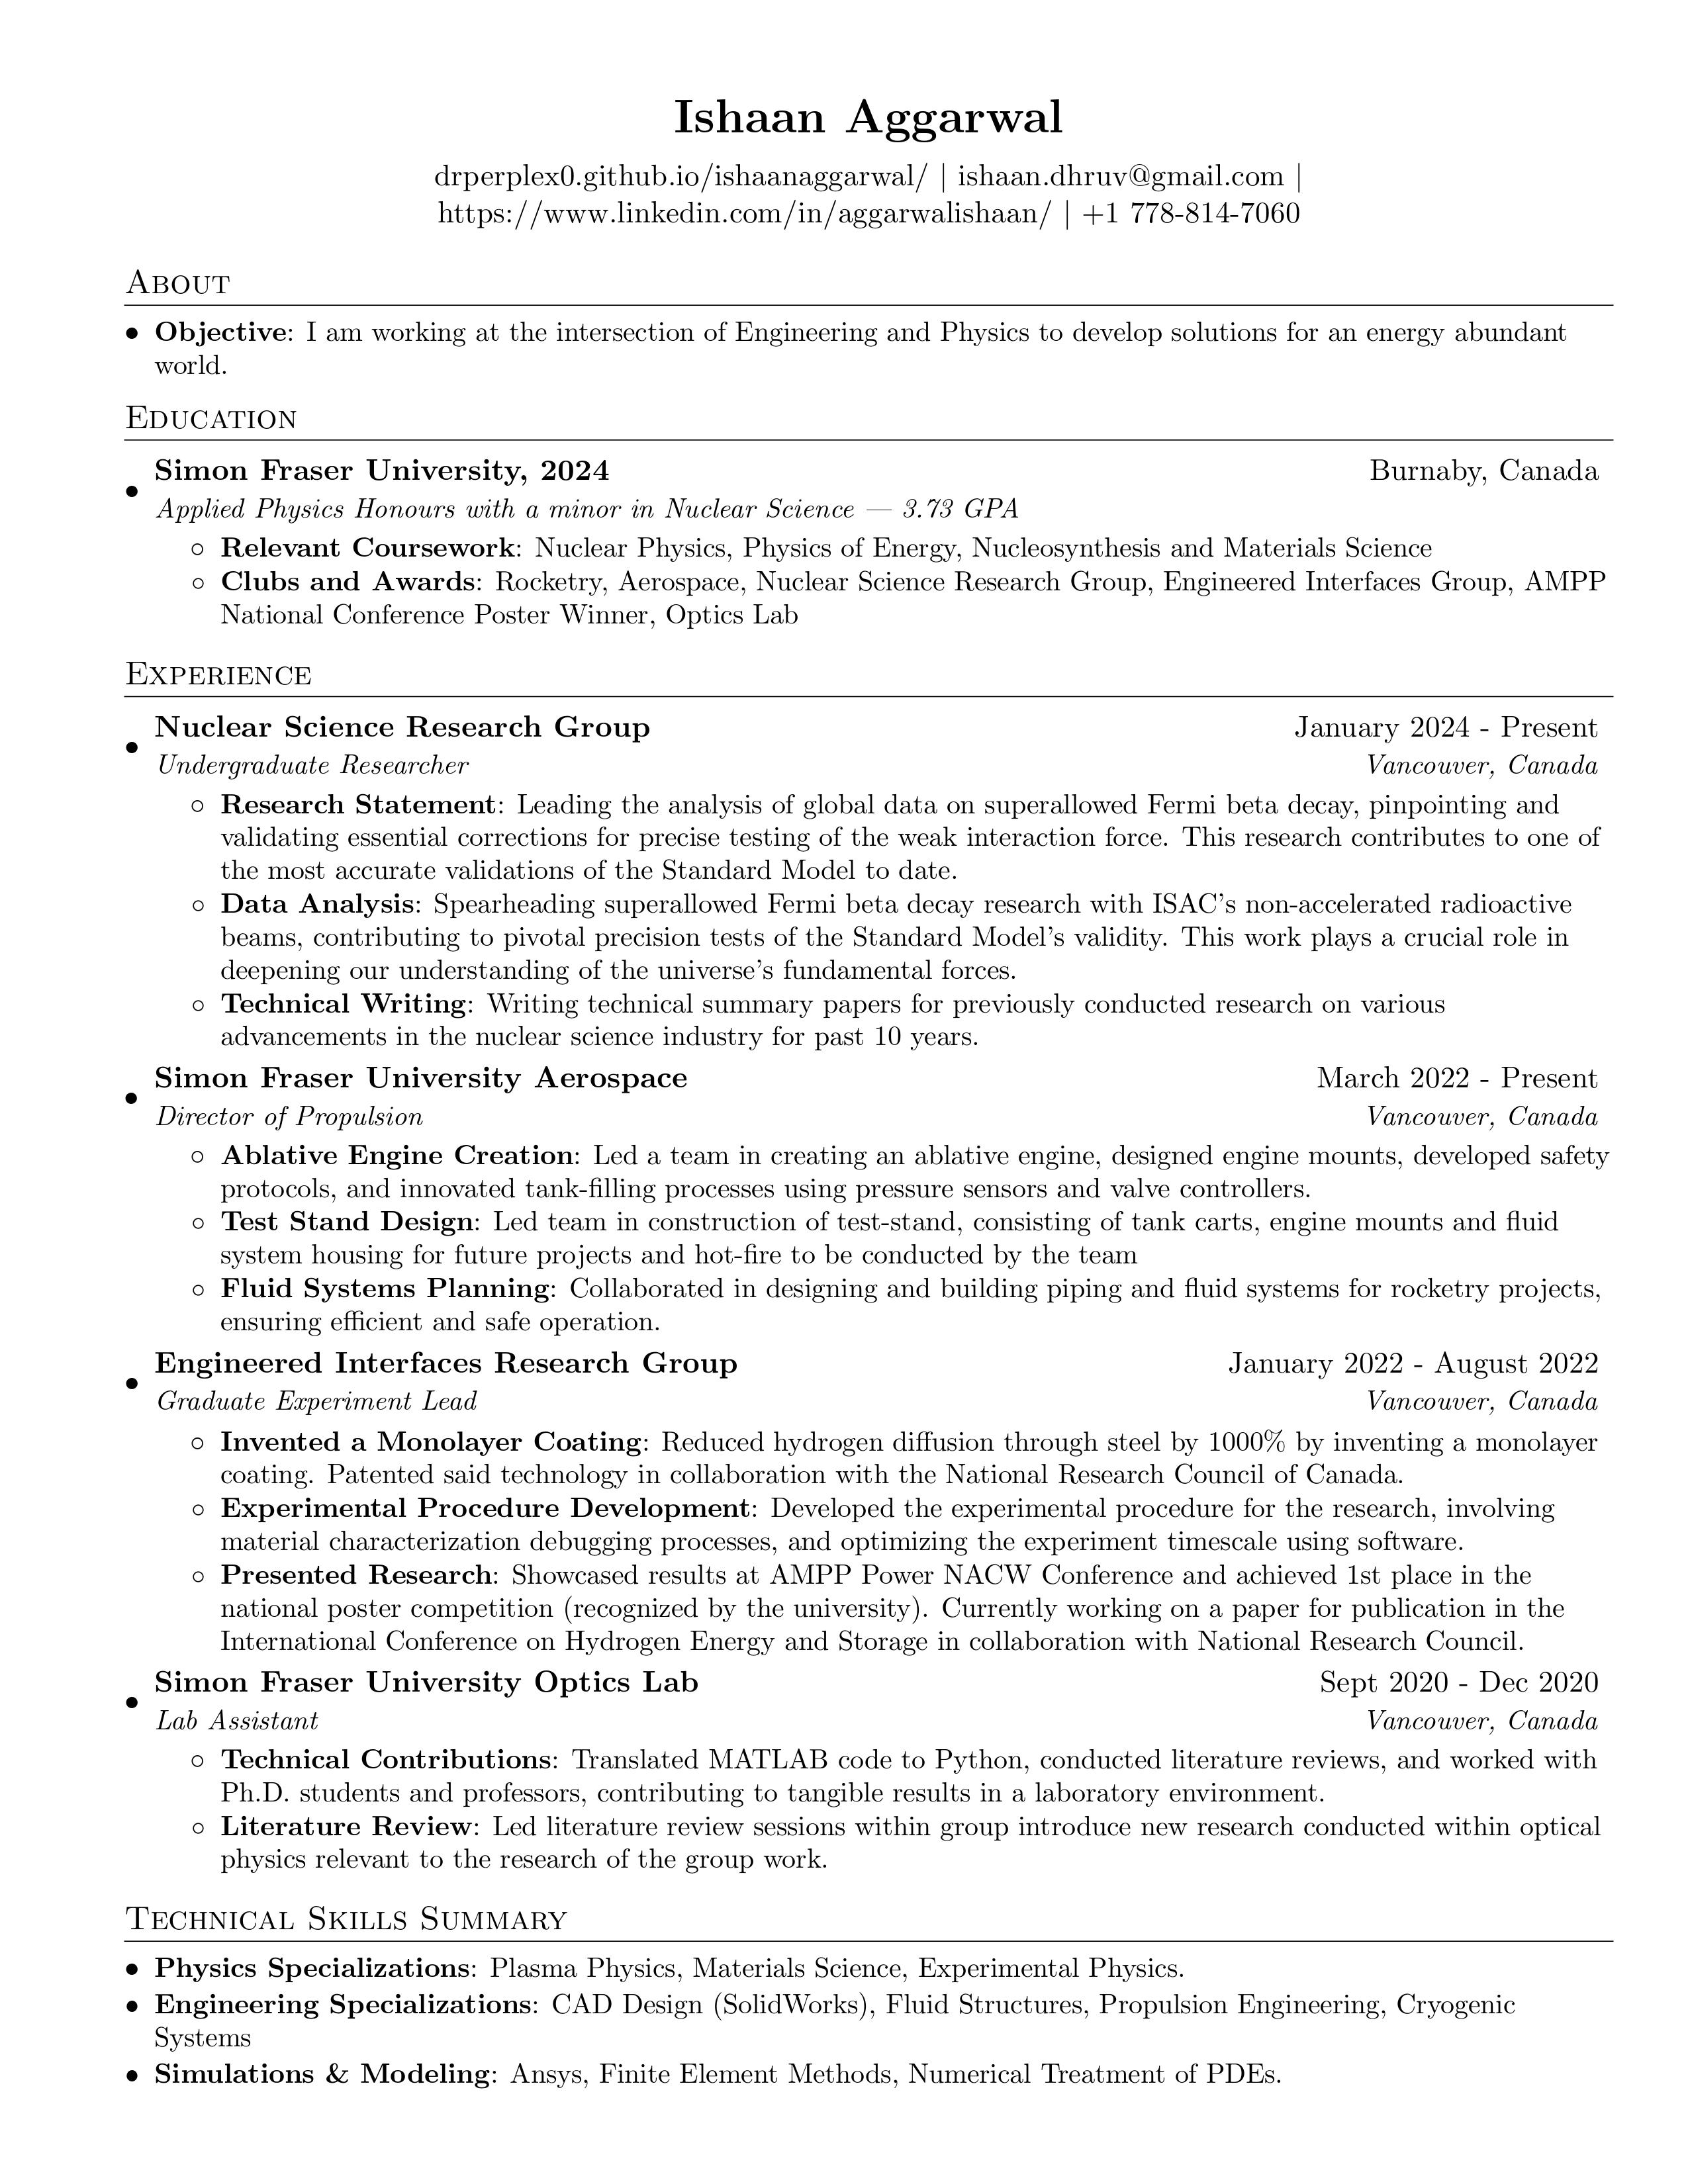 Ishaan Aggarwal
drperplex0.github.io/ishaanaggarwal/ | ishaan.dhruv@gmail.com |
https://www.linkedin.com/in/aggarwalishaan/ | +1 778-814-7060
About
• Objective: I am working at the intersection of Engineering and Physics to develop solutions for an energy abundant
world.
Education
• Simon Fraser University, 2024 Burnaby, Canada
Applied Physics Honours with a minor in Nuclear Science — 3.73 GPA
◦ Relevant Coursework: Nuclear Physics, Physics of Energy, Nucleosynthesis and Materials Science
◦ Clubs and Awards: Rocketry, Aerospace, Nuclear Science Research Group, Engineered Interfaces Group, AMPP
National Conference Poster Winner, Optics Lab
Experience
• Nuclear Science Research Group January 2024 - Present
Undergraduate Researcher Vancouver, Canada
◦ Research Statement: Leading the analysis of global data on superallowed Fermi beta decay, pinpointing and
validating essential corrections for precise testing of the weak interaction force. This research contributes to one of
the most accurate validations of the Standard Model to date.
◦ Data Analysis: Spearheading superallowed Fermi beta decay research with ISAC's non-accelerated radioactive
beams, contributing to pivotal precision tests of the Standard Model's validity. This work plays a crucial role in
deepening our understanding of the universe's fundamental forces.
◦ Technical Writing: Writing technical summary papers for previously conducted research on various
advancements in the nuclear science industry for past 10 years.
• Simon Fraser University Aerospace March 2022 - Present
Director of Propulsion Vancouver, Canada
◦ Ablative Engine Creation: Led a team in creating an ablative engine, designed engine mounts, developed safety
protocols, and innovated tank-filling processes using pressure sensors and valve controllers.
◦ Test Stand Design: Led team in construction of test-stand, consisting of tank carts, engine mounts and fluid
system housing for future projects and hot-fire to be conducted by the team
◦ Fluid Systems Planning: Collaborated in designing and building piping and fluid systems for rocketry projects,
ensuring efficient and safe operation.
• Engineered Interfaces Research Group January 2022 - August 2022
Graduate Experiment Lead Vancouver, Canada
◦ Invented a Monolayer Coating: Reduced hydrogen diffusion through steel by 1000% by inventing a monolayer
coating. Patented said technology in collaboration with the National Research Council of Canada.
◦ Experimental Procedure Development: Developed the experimental procedure for the research, involving
material characterization debugging processes, and optimizing the experiment timescale using software.
◦ Presented Research: Showcased results at AMPP Power NACW Conference and achieved 1st place in the
national poster competition (recognized by the university). Currently working on a paper for publication in the
International Conference on Hydrogen Energy and Storage in collaboration with National Research Council.
• Simon Fraser University Optics Lab Sept 2020 - Dec 2020
Lab Assistant Vancouver, Canada
◦ Technical Contributions: Translated MATLAB code to Python, conducted literature reviews, and worked with
Ph.D. students and professors, contributing to tangible results in a laboratory environment.
◦ Literature Review: Led literature review sessions within group introduce new research conducted within optical
physics relevant to the research of the group work.
Technical Skills Summary
• Physics Specializations: Plasma Physics, Materials Science, Experimental Physics.
• Engineering Specializations: CAD Design (SolidWorks), Fluid Structures, Propulsion Engineering, Cryogenic
Systems
• Simulations & Modeling: Ansys, Finite Element Methods, Numerical Treatment of PDEs.